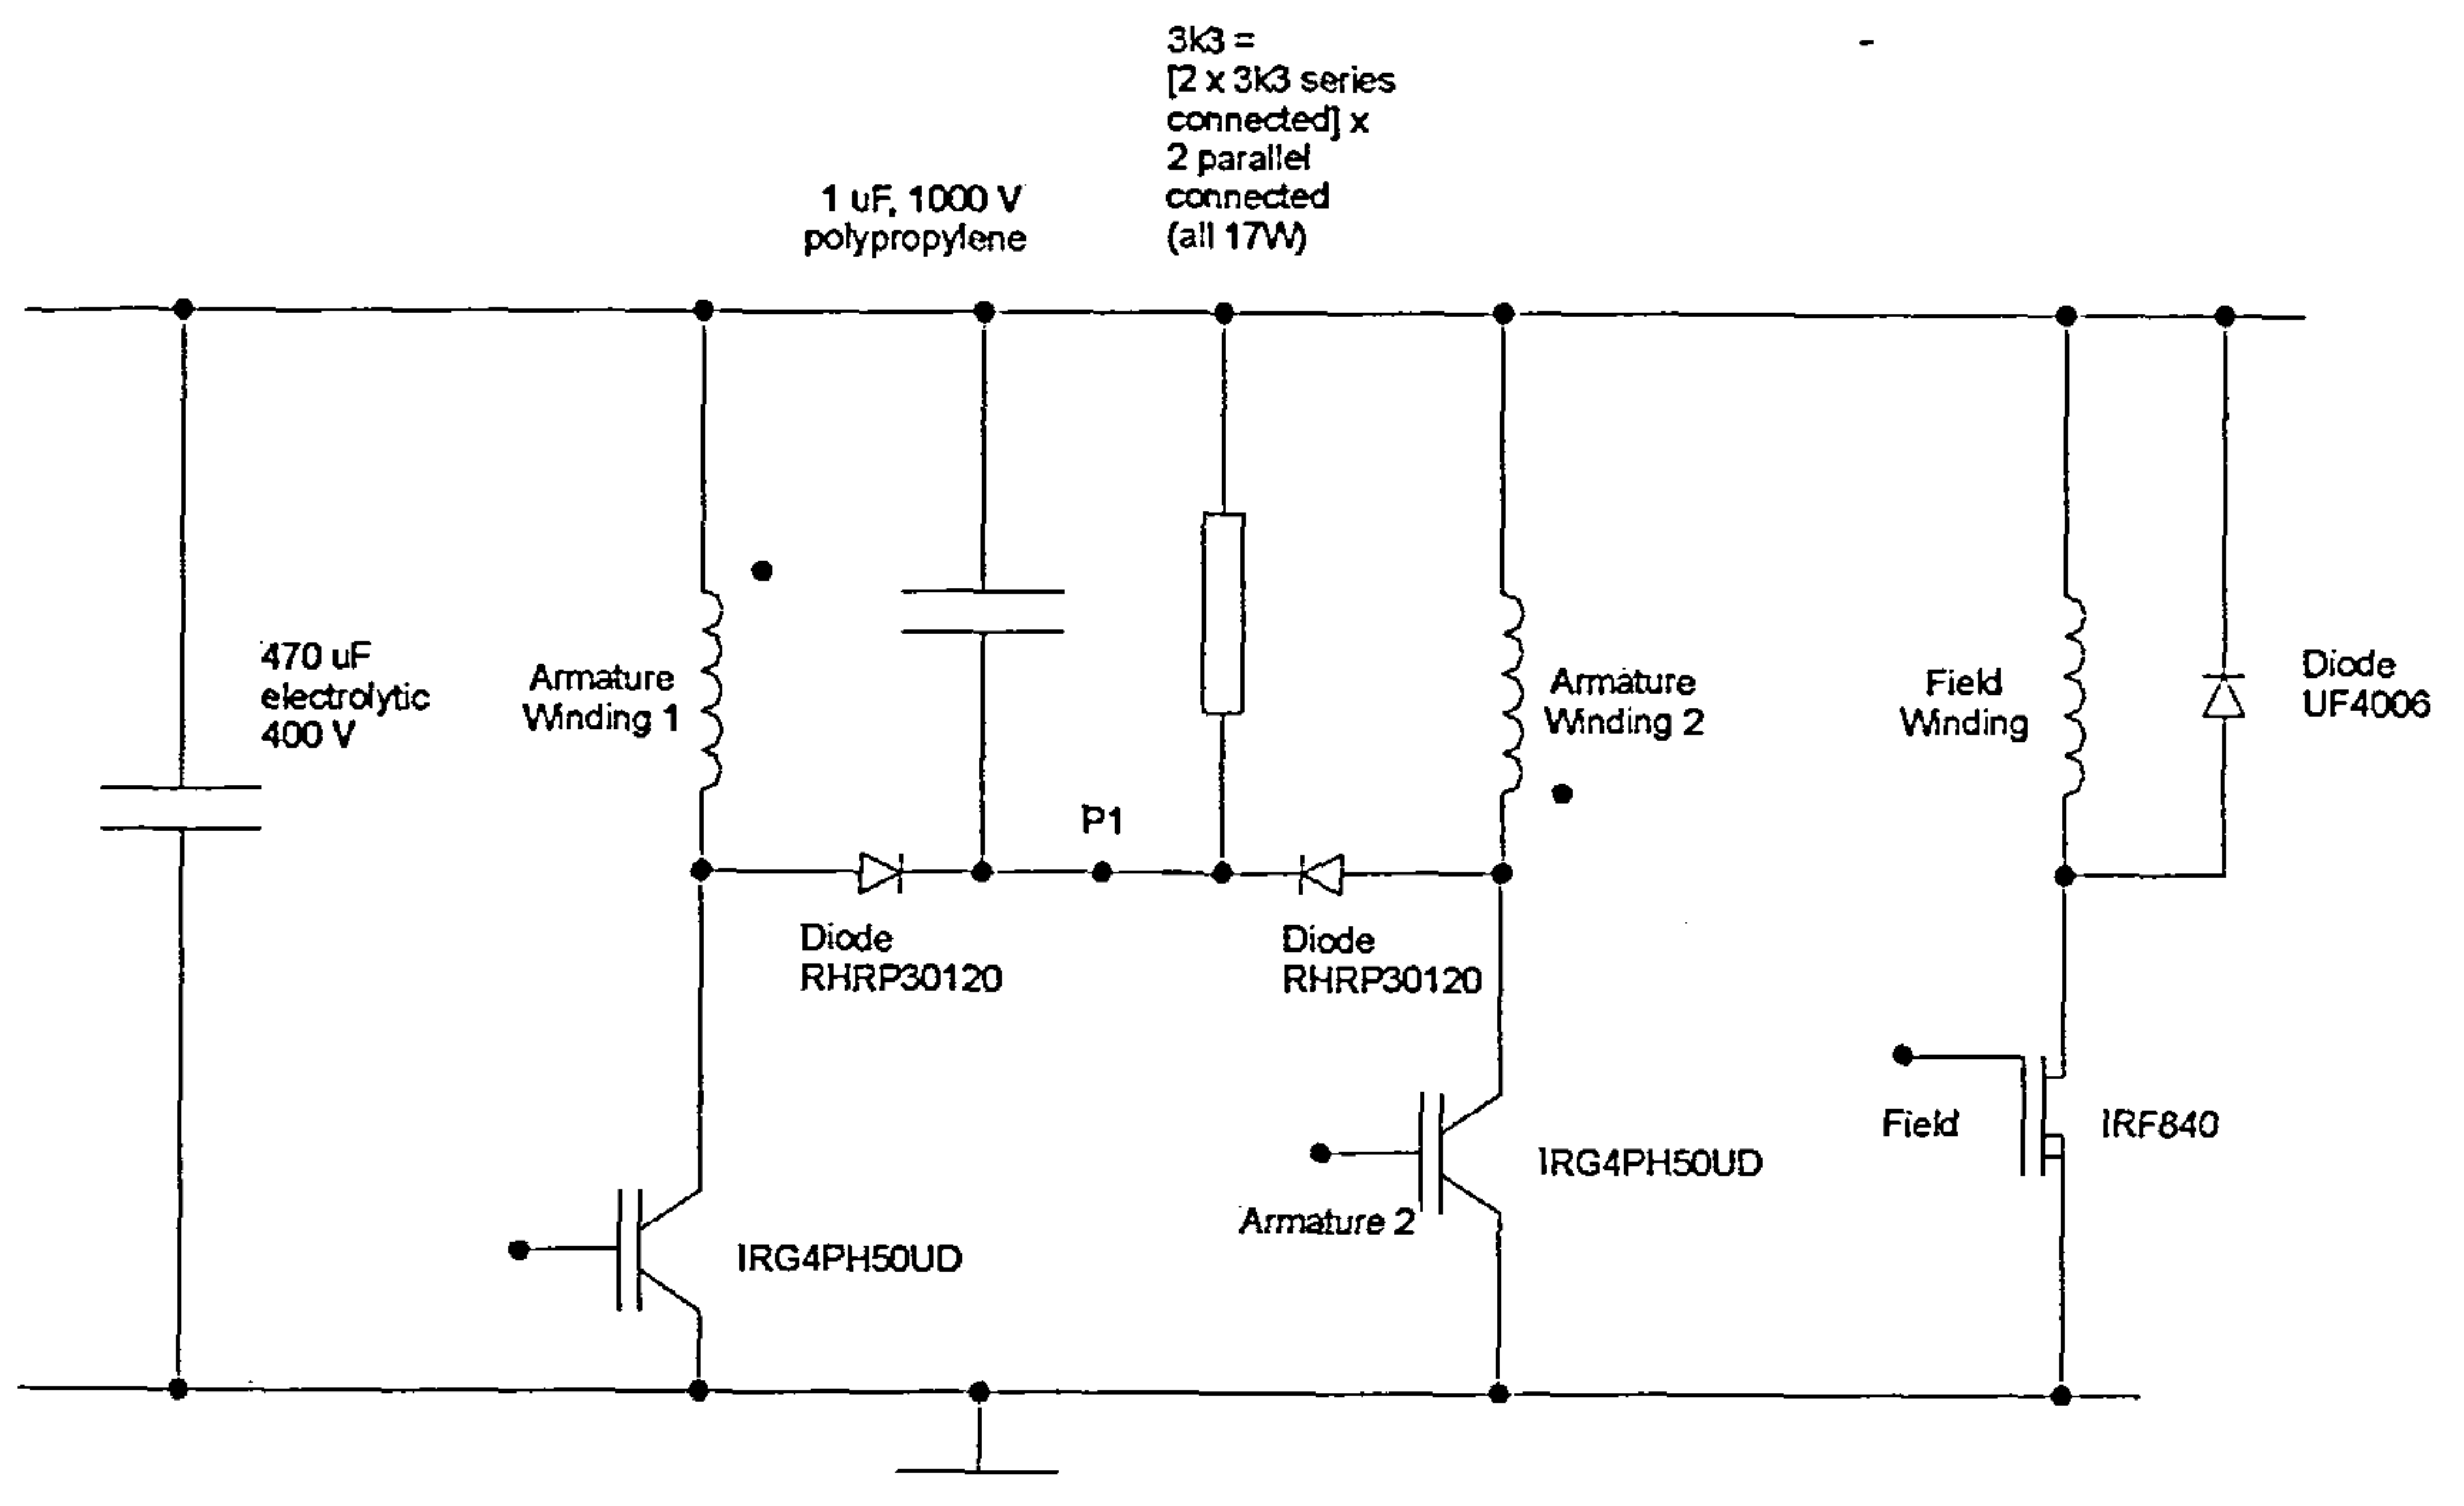 3k3 =
[2 x 3k3 series
connected] x
2 parallel
connected
(all 17W)
1 uF, 1000 V
polypropylene
470 uF
electrolytic
400 V
Armature
Winding 1
Armature
Winding 2
Field
Winding
Diode
UF4006
P1
Diode
RHRP30120
Diode
RHRP30120
Field
IRF840
IRG4PH50UD
Armature 2
IRG4PH50UD